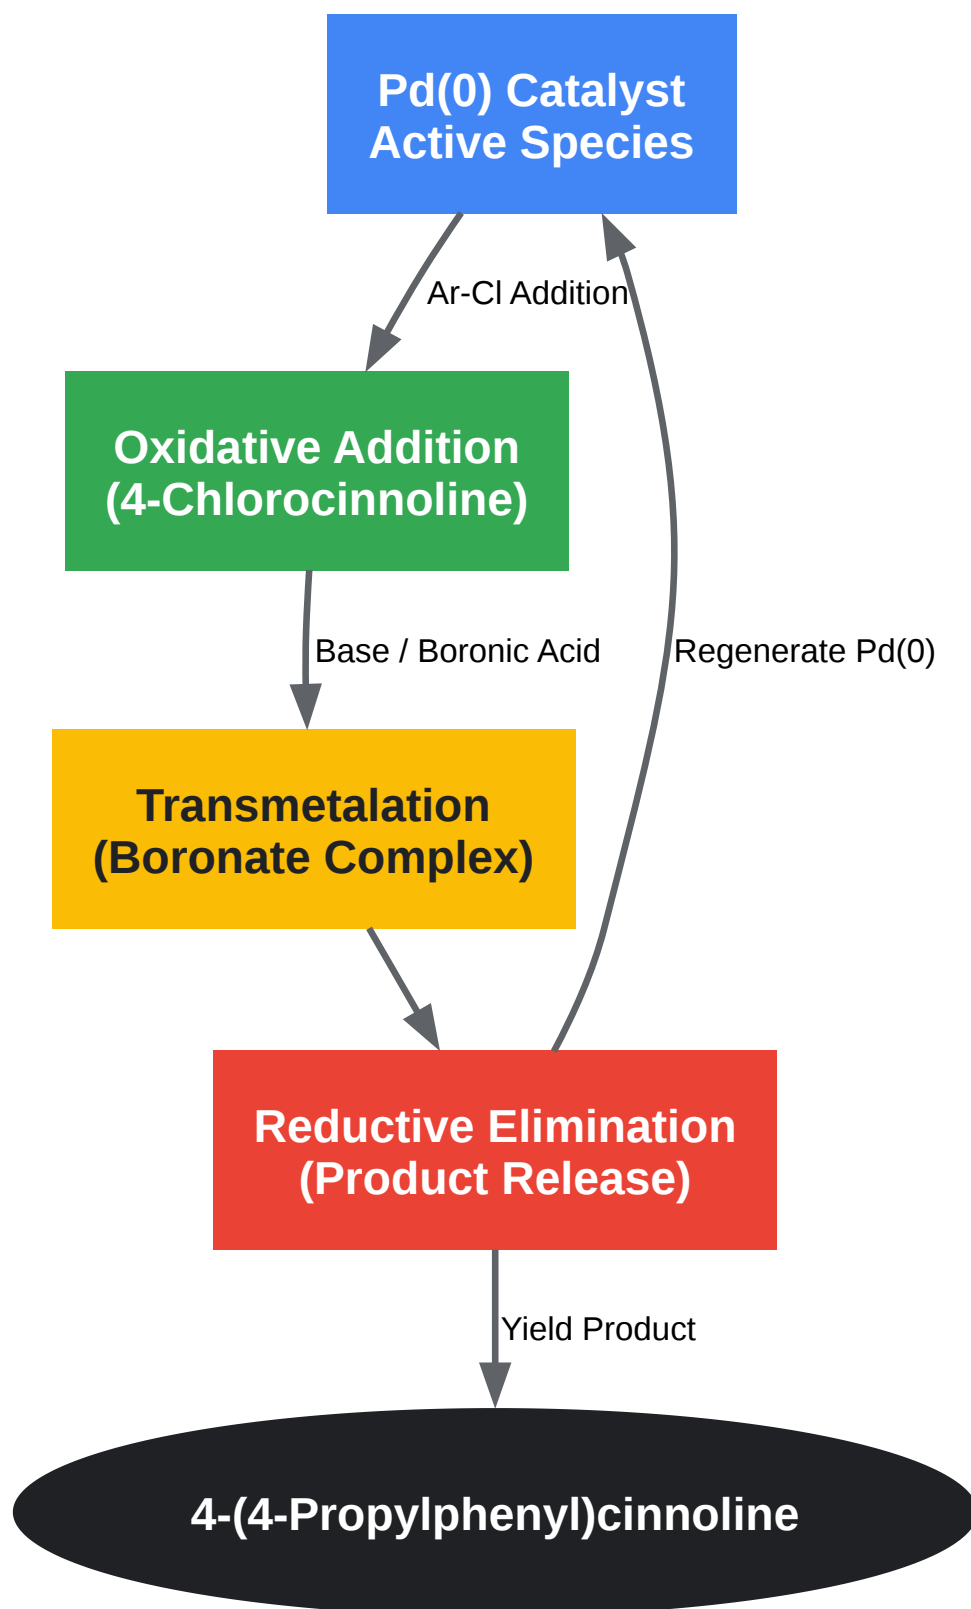 Pd(0) Catalyst
Active Species
Ar-Cl Addition
Oxidative Addition
(4-Chlorocinnoline)
Base / Boronic Acid
Regenerate Pd(0)
Transmetalation
(Boronate Complex)
Reductive Elimination
(Product Release)
Yield Product
4-(4-Propylphenyl)cinnoline